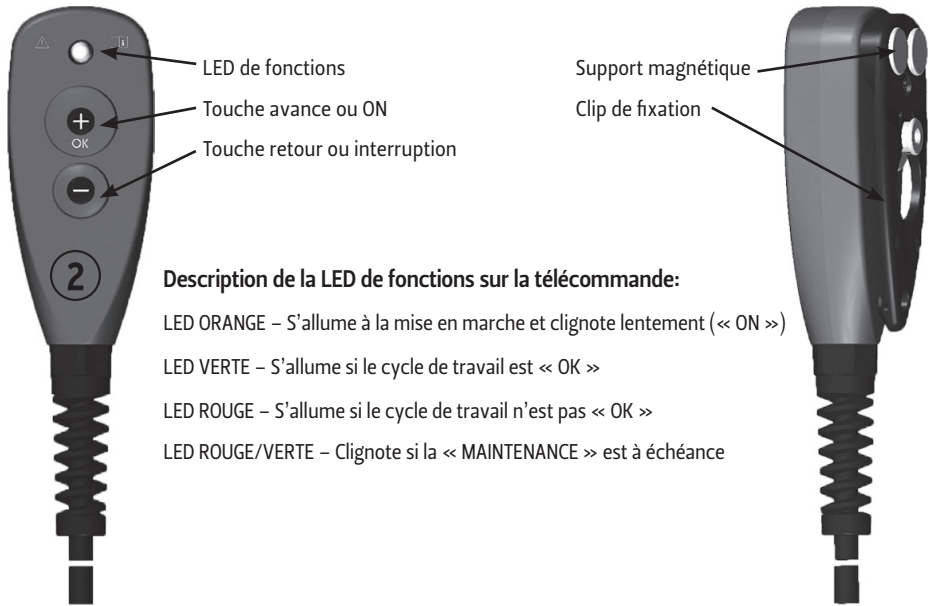 LED de fonctions
Touche avance ou ON
Touche retour ou interruption
Support magnétique
Clip de fixation
+
OK
−
2
Description de la LED de fonctions sur la télécommande:
LED ORANGE – S’allume à la mise en marche et clignote lentement (« ON »)
LED VERTE – S’allume si le cycle de travail est « OK »
LED ROUGE – S’allume si le cycle de travail n’est pas « OK »
LED ROUGE/VERTE – Clignote si la « MAINTENANCE » est à échéance